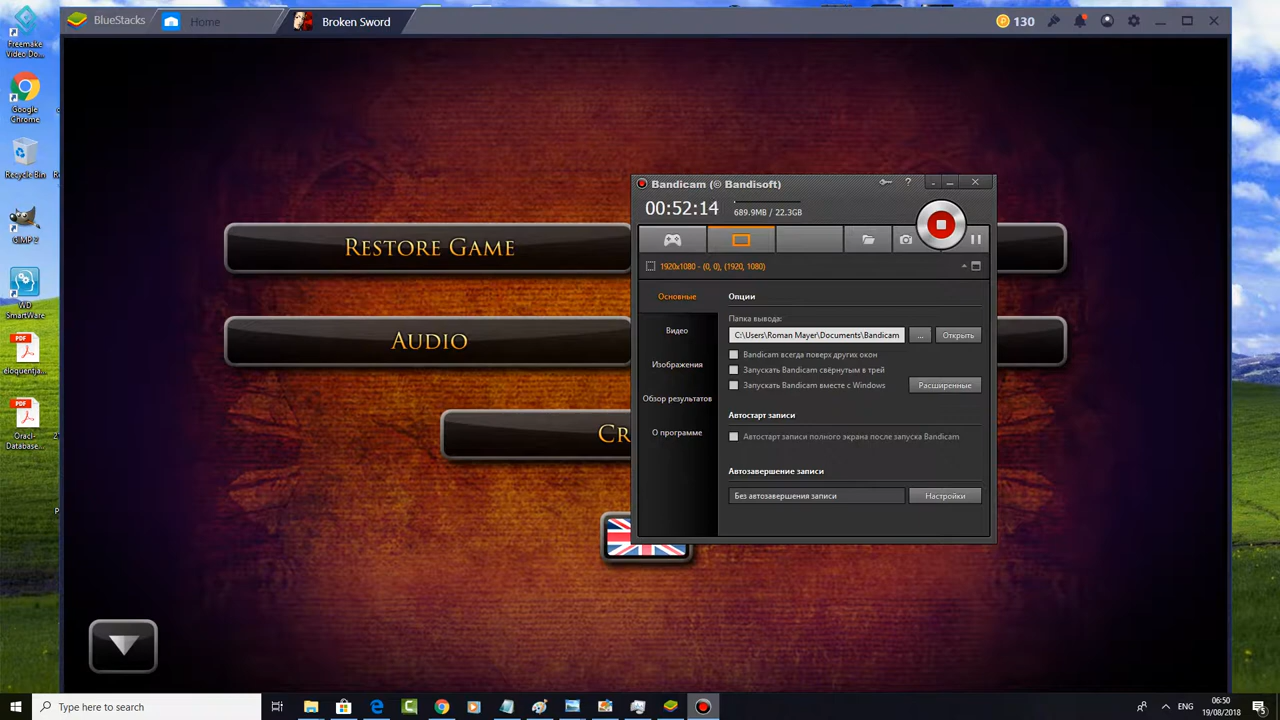 BlueStacks
Home
Broken Sword
130
Freemake
Video Do...
Google
Chrome
Recycle Bin
GIMP 2
WD
SmartWare
eloquentja...
Oracl-
Database...
RESTORE GAME
AUDIO
CR
Bandicam (© Bandisoft)
?
00:52:14
689.9MB / 22.3GB
1920x1080 - (0, 0), (1920, 1080)
Основные
Видео
Изображения
Обзор результатов
О программе
Опции
Папка вывода:
C:\Users\Roman Mayer\Documents\Bandicam
...
Открыть
Bandicam всегда поверх других окон
Запускать Bandicam свёрнутым в трей
Запускать Bandicam вместе с Windows
Расширенные
Автостарт записи
Автостарт записи полного экрана после запуска Bandicam
Автозавершение записи
Без автозавершения записи
Настройки
Type here to search
ENG
06:50
19/08/2018